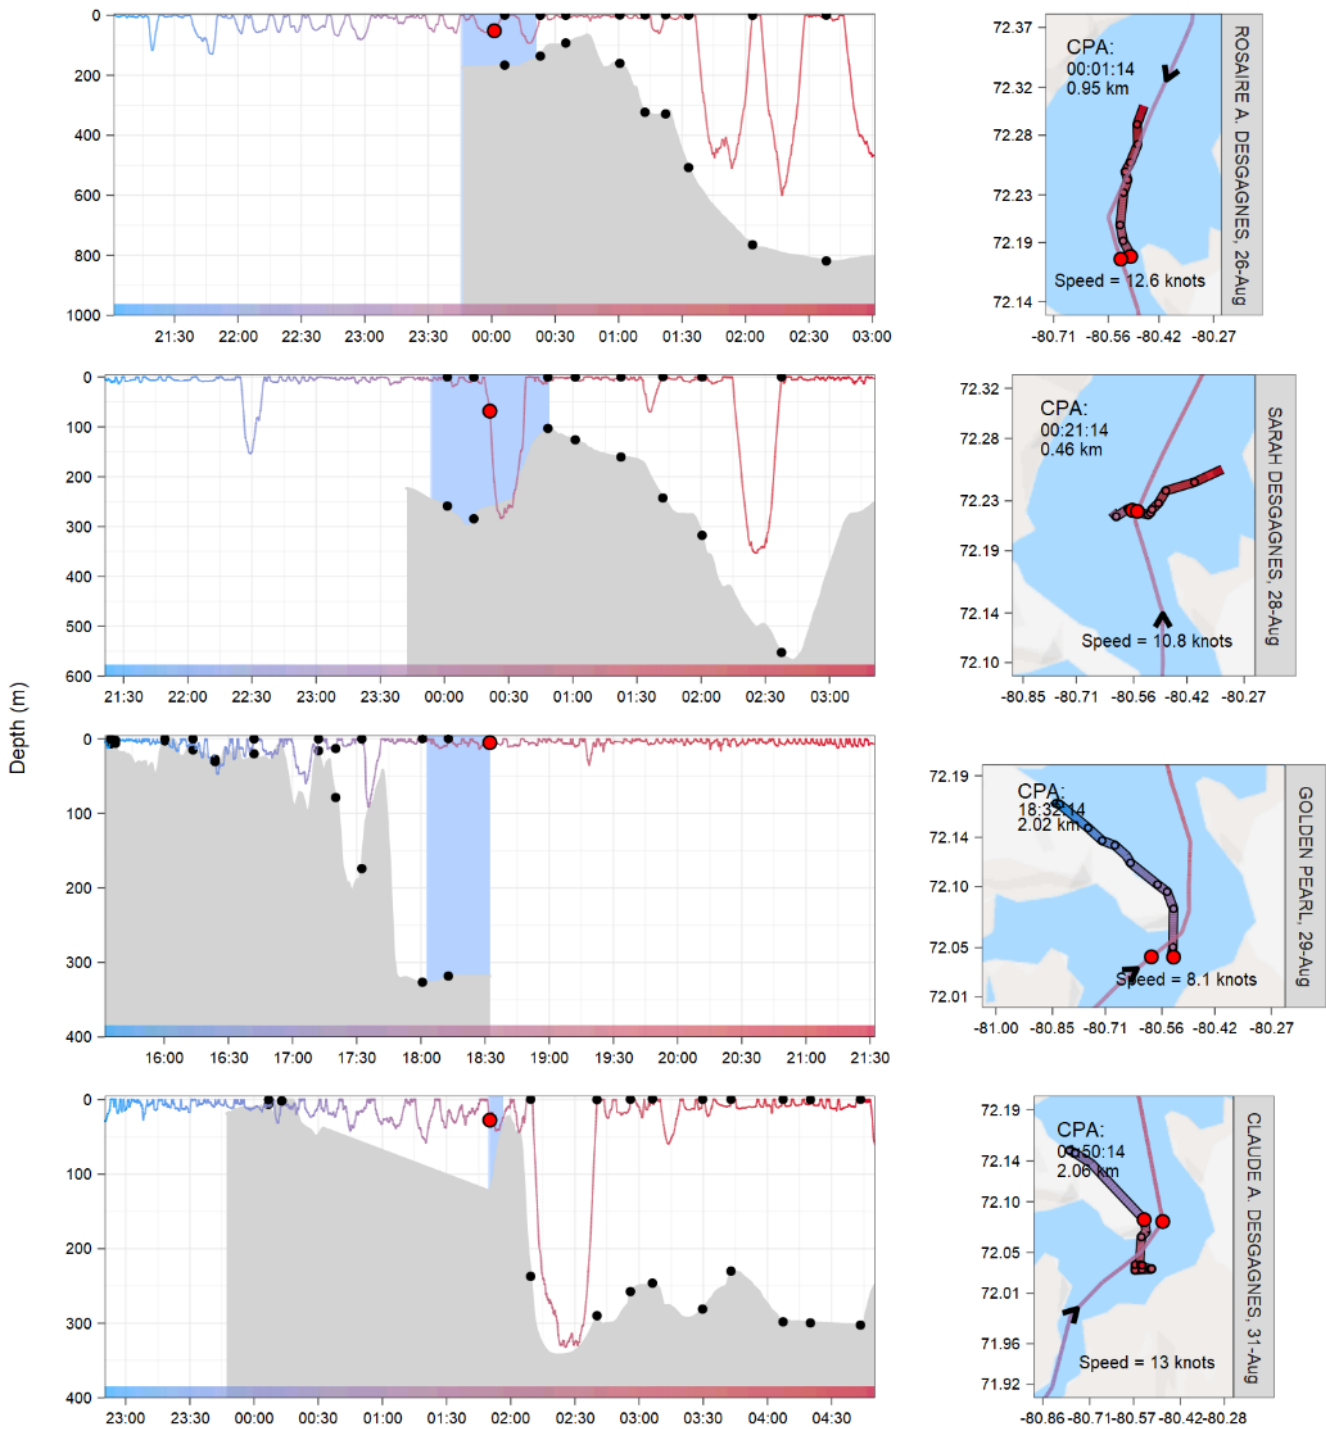 Depth (m)
0
200
400
600
800
1000
21:30 22:00 22:30 23:00 23:30 00:00 00:30 01:00 01:30 02:00 02:30 03:00
72.37
72.32
72.28
72.23
72.19
72.14
CPA:
00:01:14
0.95 km
Speed = 12.6 knots
-80.71 -80.56 -80.42 -80.27
ROSAIRE A. DESGAGNES, 26-Aug
0
100
200
300
400
500
600
21:30 22:00 22:30 23:00 23:30 00:00 00:30 01:00 01:30 02:00 02:30 03:00
72.32
72.28
72.23
72.19
72.14
72.10
CPA:
00:21:14
0.46 km
Speed = 10.8 knots
-80.85 -80.71 -80.56 -80.42 -80.27
SARAH DESGAGNES, 28-Aug
0
100
200
300
400
16:00 16:30 17:00 17:30 18:00 18:30 19:00 19:30 20:00 20:30 21:00 21:30
72.19
72.14
72.10
72.05
72.01
CPA:
18:32:14
2.02 km
Speed = 8.1 knots
-81.00 -80.85 -80.71 -80.56 -80.42 -80.27
GOLDEN PEARL, 29-Aug
0
100
200
300
400
23:00 23:30 00:00 00:30 01:00 01:30 02:00 02:30 03:00 03:30 04:00 04:30
72.19
72.14
72.10
72.05
72.01
71.96
71.92
CPA:
01:50:14
2.06 km
Speed = 13 knots
-80.86 -80.71 -80.57 -80.42 -80.28
CLAUDE A. DESGAGNES, 31-Aug